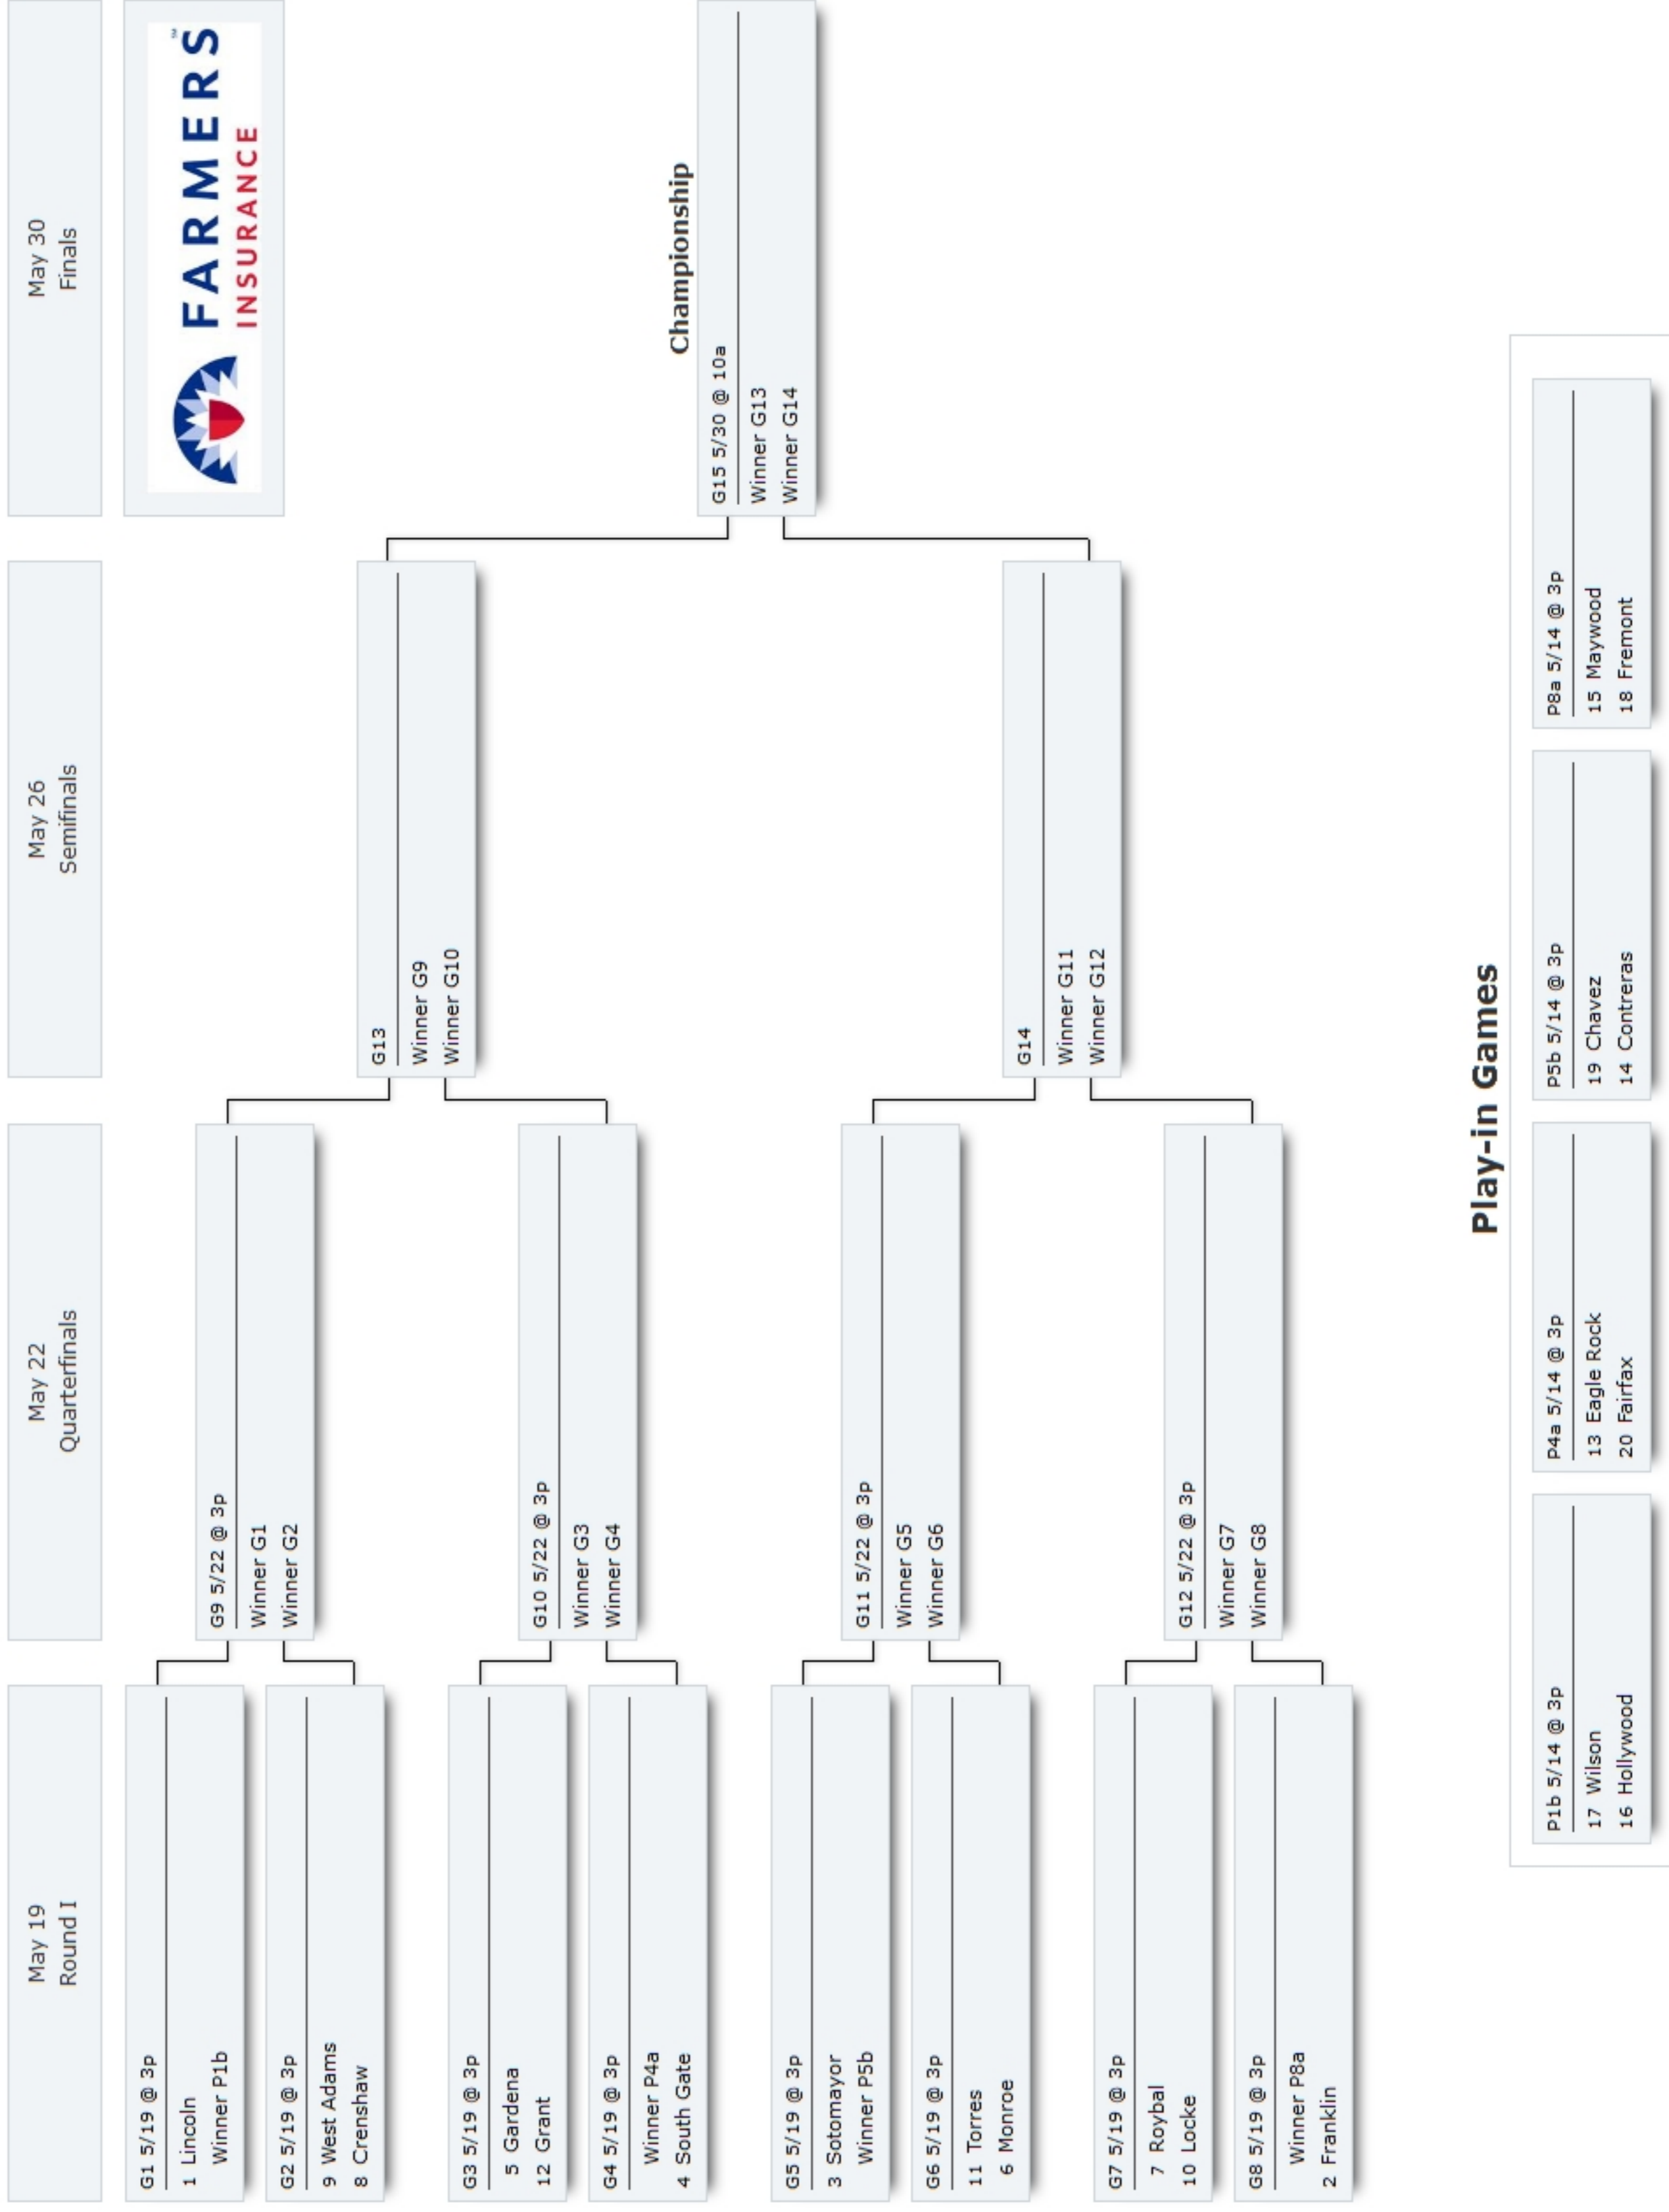 May 19
Round I
May 22
Quarterfinals
May 26
Semifinals
May 30
Finals
FARMERS℠
INSURANCE
G1 5/19 @ 3p
1 Lincoln
Winner P1b
G2 5/19 @ 3p
9 West Adams
8 Crenshaw
G3 5/19 @ 3p
5 Gardena
12 Grant
G4 5/19 @ 3p
Winner P4a
4 South Gate
G5 5/19 @ 3p
3 Sotomayor
Winner P5b
G6 5/19 @ 3p
11 Torres
6 Monroe
G7 5/19 @ 3p
7 Roybal
10 Locke
G8 5/19 @ 3p
Winner P8a
2 Franklin
G9 5/22 @ 3p
Winner G1
Winner G2
G10 5/22 @ 3p
Winner G3
Winner G4
G11 5/22 @ 3p
Winner G5
Winner G6
G12 5/22 @ 3p
Winner G7
Winner G8
G13
Winner G9
Winner G10
G14
Winner G11
Winner G12
Championship
G15 5/30 @ 10a
Winner G13
Winner G14
Play-in Games
P1b 5/14 @ 3p
17 Wilson
16 Hollywood
P4a 5/14 @ 3p
13 Eagle Rock
20 Fairfax
P5b 5/14 @ 3p
19 Chavez
14 Contreras
P8a 5/14 @ 3p
15 Maywood
18 Fremont